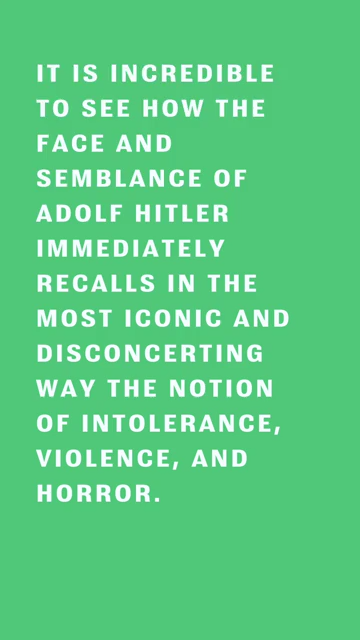 IT IS INCREDIBLE
TO SEE HOW THE
FACE AND
SEMBLANCE OF
ADOLF HITLER
IMMEDIATELY
RECALLS IN THE
MOST ICONIC AND
DISCONCERTING
WAY THE NOTION
OF INTOLERANCE,
VIOLENCE, AND
HORROR.